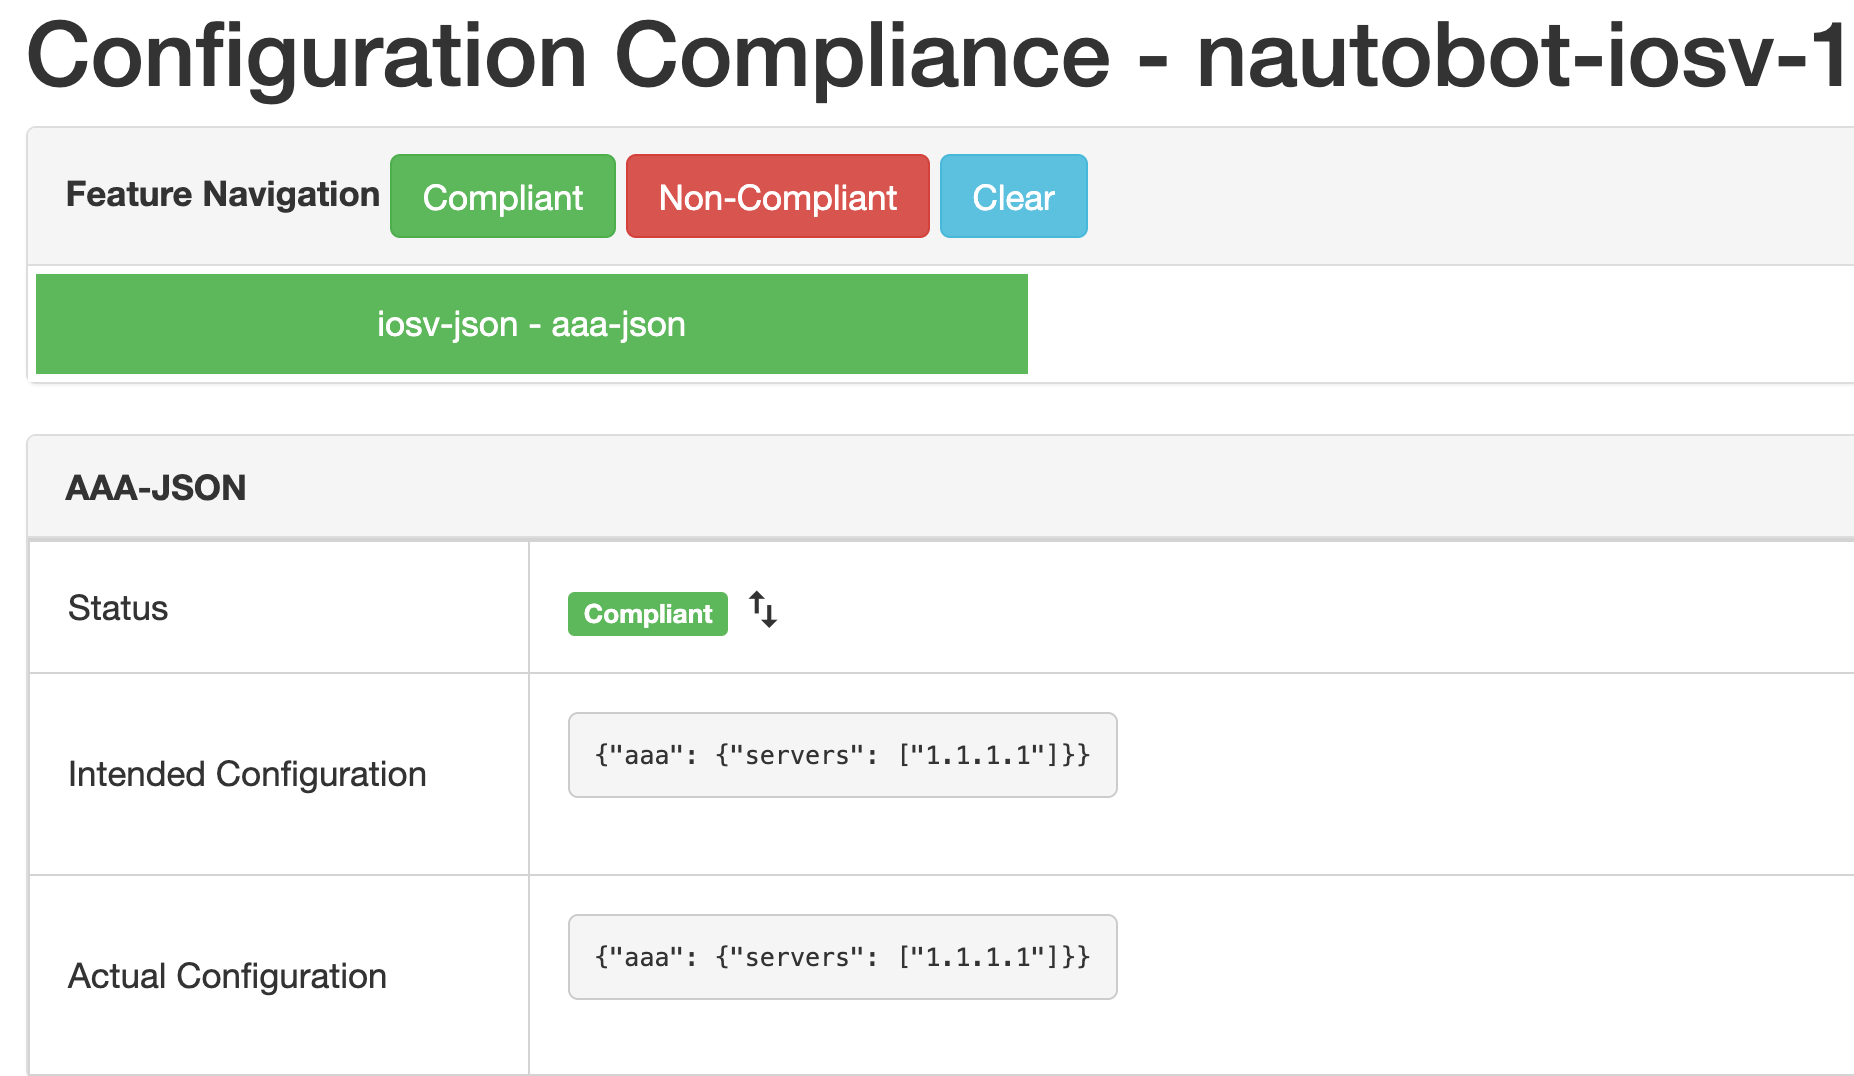 Configuration Compliance - nautobot-iosv-1
Feature Navigation Compliant Non-Compliant Clear
iosv-json - aaa-json
AAA-JSON
Status Compliant
Intended Configuration {"aaa": {"servers": ["1.1.1.1"]}}
Actual Configuration {"aaa": {"servers": ["1.1.1.1"]}}